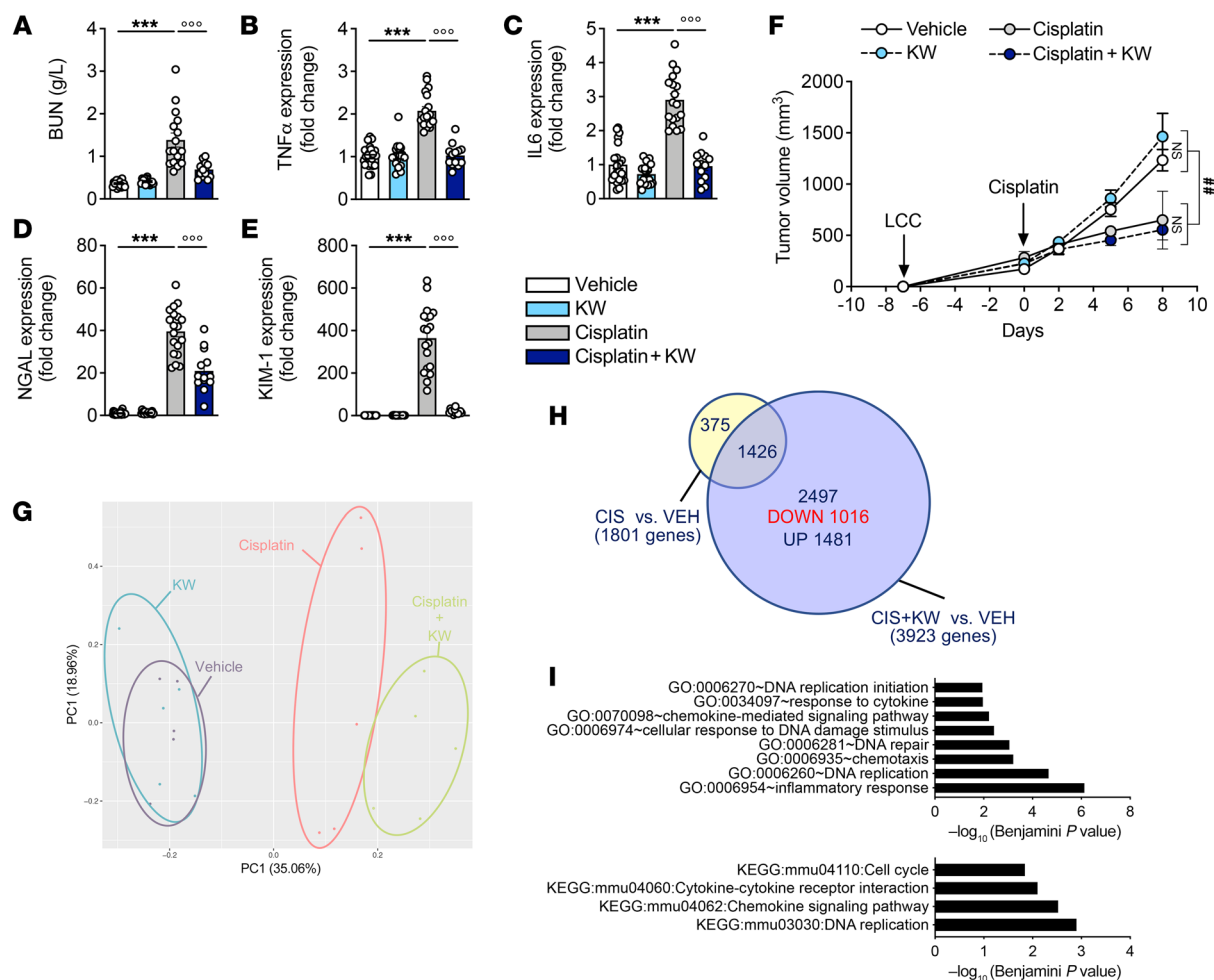 A
BUN (g/L)
4
3
2
1
0
***
°°°
B
TNFα expression
(fold change)
4
3
2
1
0
***
°°°
C
IL6 expression
(fold change)
5
4
3
2
1
0
***
°°°
D
NGAL expression
(fold change)
80
60
40
20
0
***
°°°
E
KIM-1 expression
(fold change)
800
600
400
200
0
***
°°°
Vehicle
KW
Cisplatin
Cisplatin + KW
F
Vehicle
Cisplatin
KW
Cisplatin + KW
Tumor volume (mm³)
2000
1500
1000
500
0
LCC
Cisplatin
NS
NS
##
-10 -8 -6 -4 -2 0 2 4 6 8 10
Days
G
Cisplatin
KW
Cisplatin
+
KW
Vehicle
PC1 (18.96%)
0.4
0.2
0.0
−0.2
−0.2 0.0 0.2
PC1 (35.06%)
H
375
1426
2497
DOWN 1016
UP 1481
CIS vs. VEH
(1801 genes)
CIS+KW vs. VEH
(3923 genes)
I
GO:0006270~DNA replication initiation
GO:0034097~response to cytokine
GO:0070098~chemokine-mediated signaling pathway
GO:0006974~cellular response to DNA damage stimulus
GO:0006281~DNA repair
GO:0006935~chemotaxis
GO:0006260~DNA replication
GO:0006954~inflammatory response
0 2 4 6 8
−log₁₀ (Benjamini P value)
KEGG:mmu04110:Cell cycle
KEGG:mmu04060:Cytokine-cytokine receptor interaction
KEGG:mmu04062:Chemokine signaling pathway
KEGG:mmu03030:DNA replication
0 1 2 3 4
−log₁₀ (Benjamini P value)